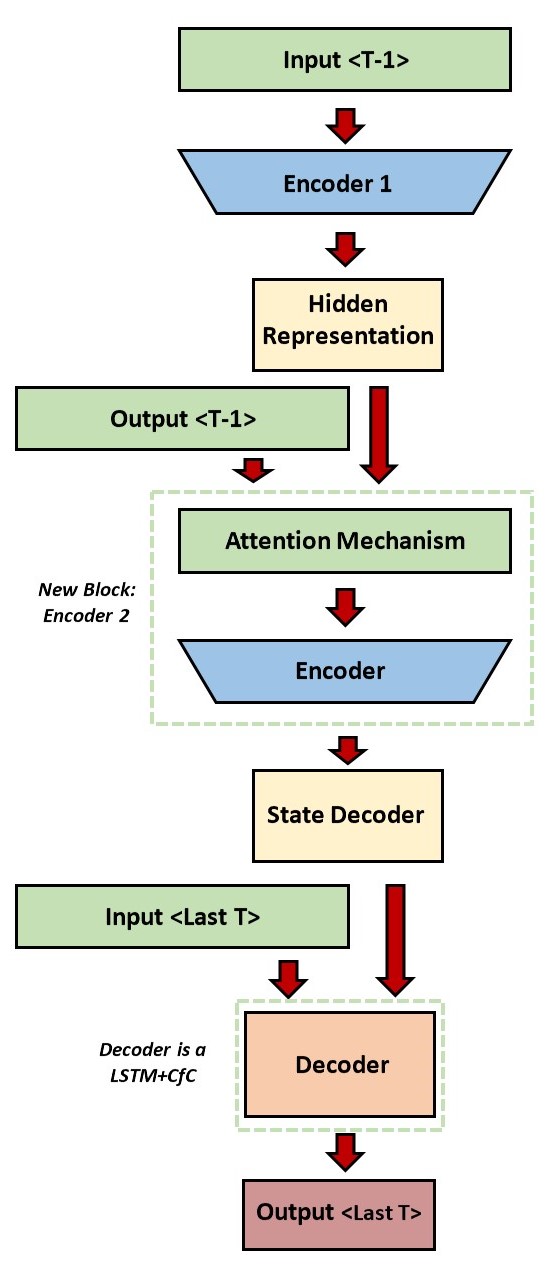 Input <T-1>
Encoder 1
Hidden
Representation
Output <T-1>
Attention Mechanism
New Block:
Encoder 2
Encoder
State Decoder
Input <Last T>
Decoder is a
LSTM+CfC
Decoder
Output <Last T>